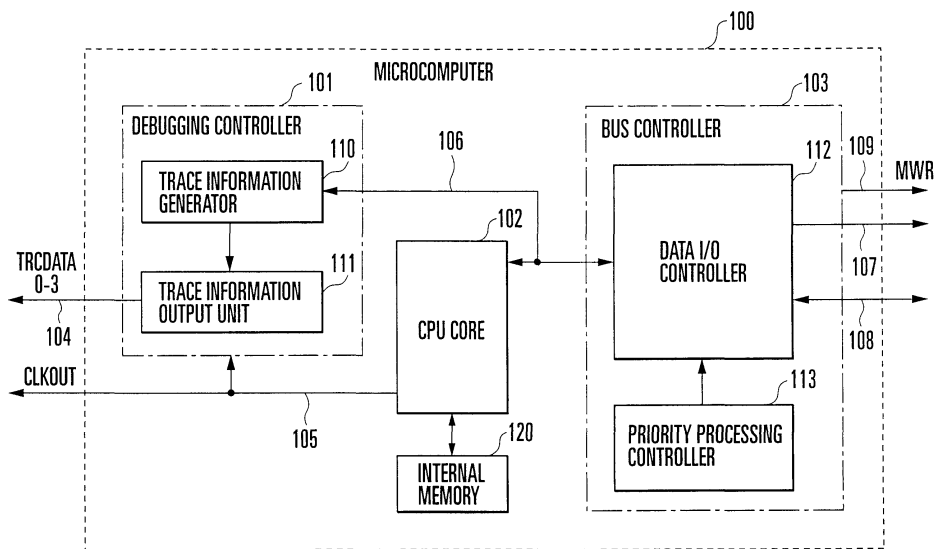 100
MICROCOMPUTER
101
DEBUGGING CONTROLLER
110
TRACE INFORMATION
GENERATOR
106
103
BUS CONTROLLER
112
109
MWR
102
107
DATA I/O
CONTROLLER
TRCDATA
0-3
111
TRACE INFORMATION
OUTPUT UNIT
104
CPU CORE
108
CLKOUT
105
113
PRIORITY PROCESSING
CONTROLLER
120
INTERNAL
MEMORY